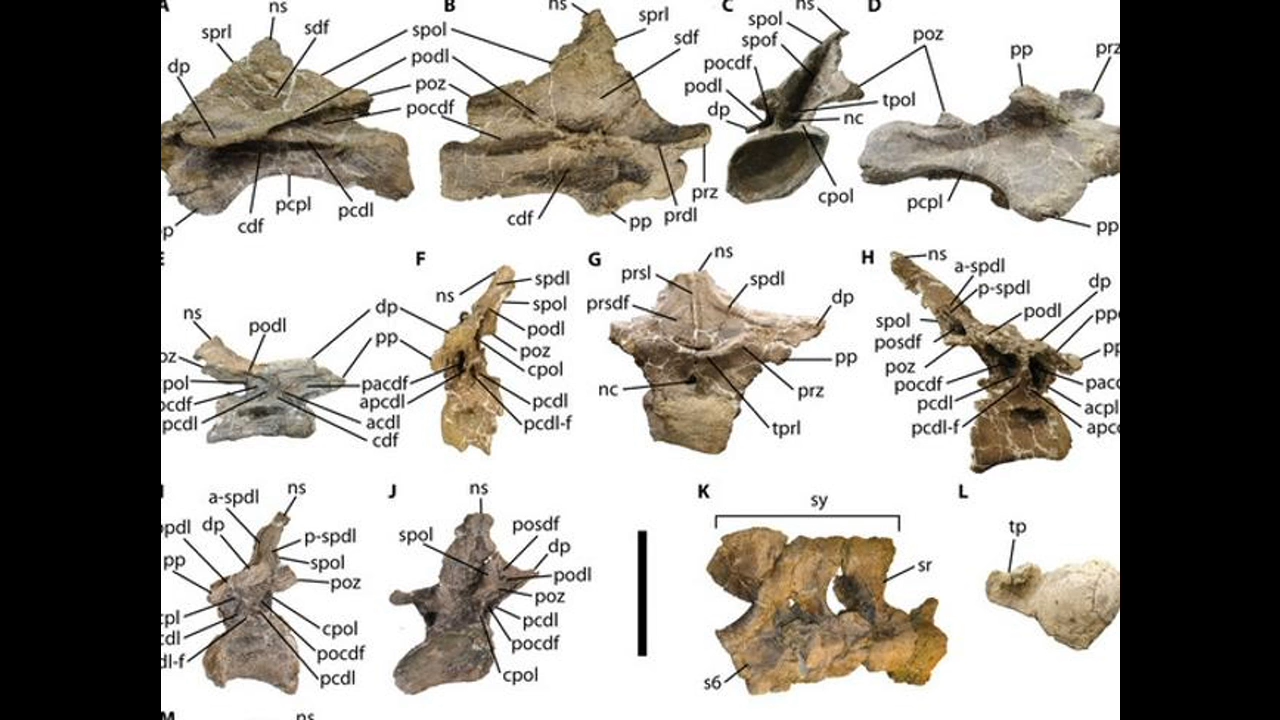 A
ns
sprl
sdf
dp
spol
podl
poz
pocdf
cdf
pcpl
pcdl
B
ns
sprl
sdf
cdf
pp
prdl
prz
C
ns
spol
spof
pocdf
podl
dp
tpol
nc
cpol
D
poz
pp
prz
pcpl
pp
E
ns
podl
dp
pp
pacdf
apcdl
acdl
cdf
F
ns
spdl
spol
podl
poz
cpol
pcdl
pcdl-f
G
ns
prsl
spdl
prsdf
dp
pp
nc
prz
tprl
H
ns
a-spdl
p-spdl
dp
podl
spol
posdf
poz
pocdf
pcdl
pcdl-f
acpl
a-spdl
ns
dp
p-spdl
spol
poz
pp
cpol
pocdf
pcdl
J
ns
spol
posdf
dp
podl
poz
pcdl
pocdf
cpol
K
sy
sr
s6
L
tp
M
ns